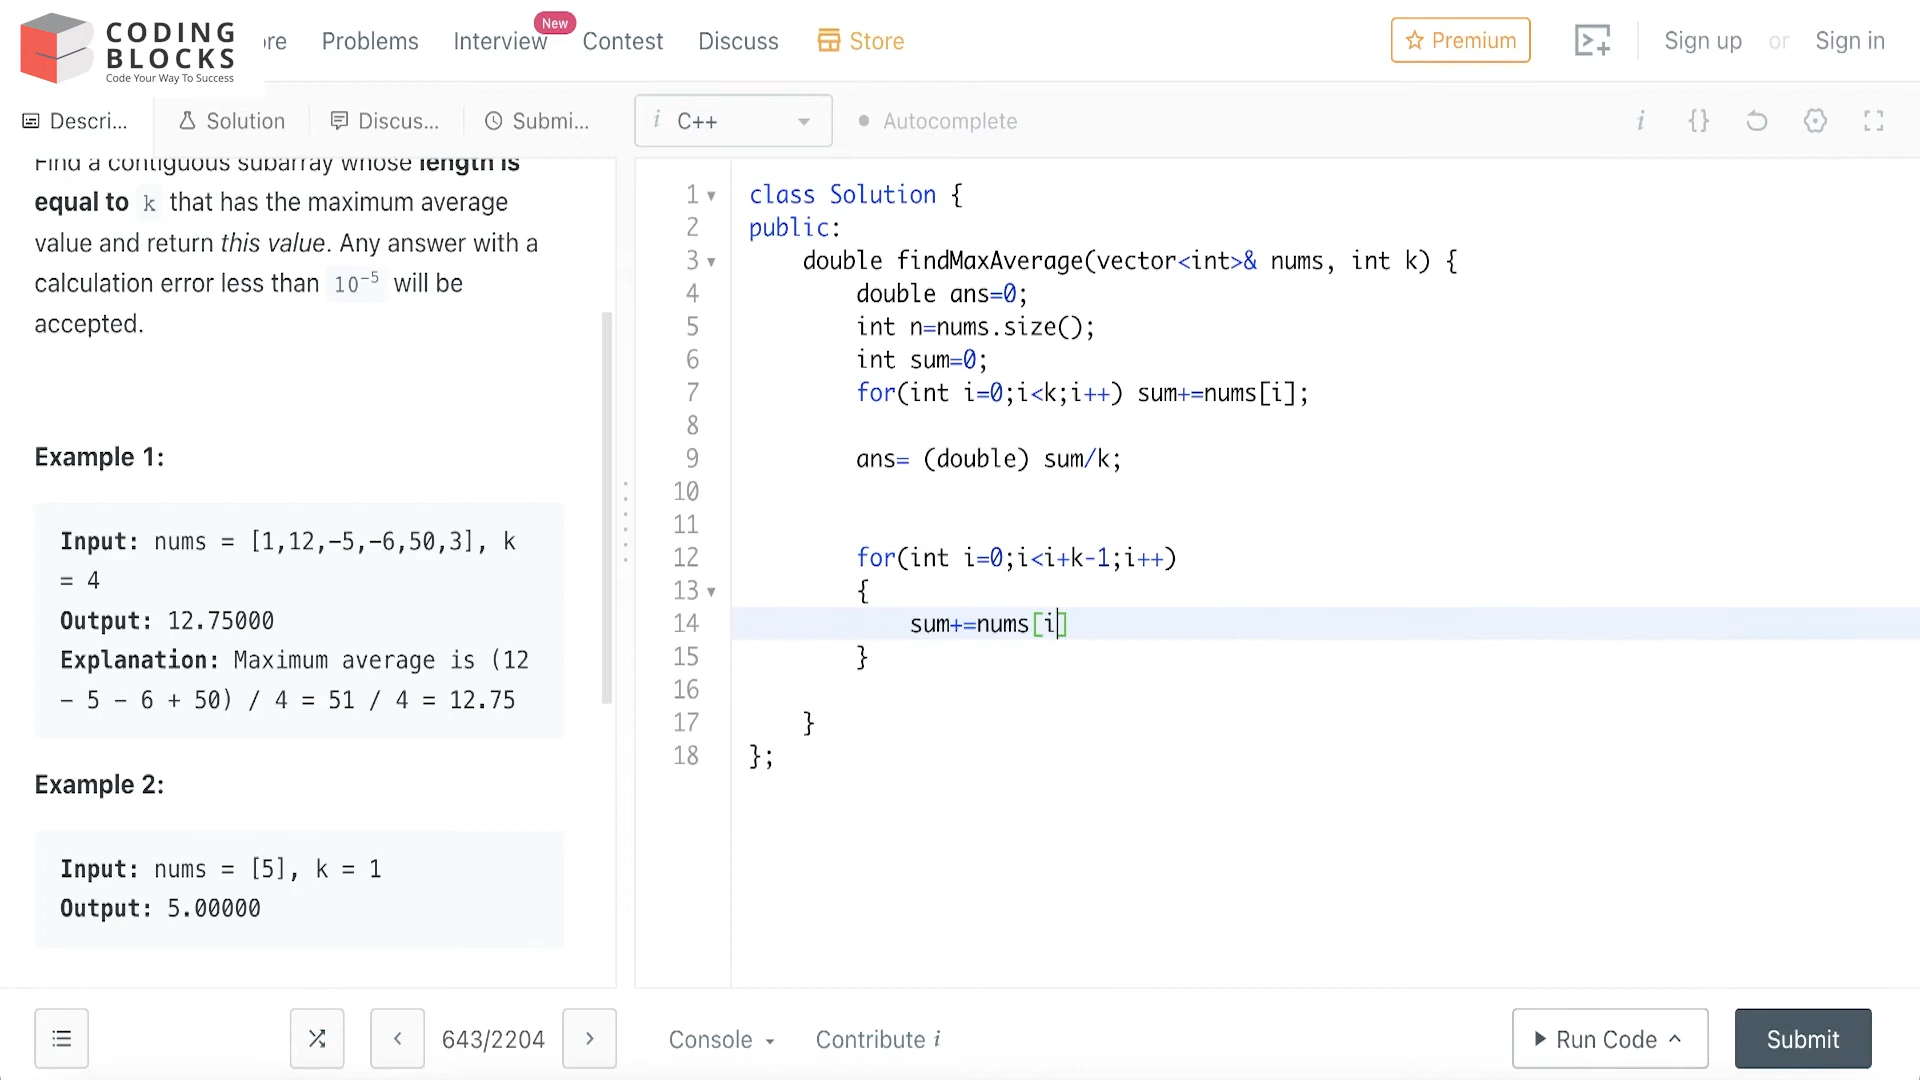 CODING
BLOCKS
Code Your Way To Success
re
Problems
Interview
New
Contest
Discuss
Store
Premium
Sign up
or
Sign in
Descri...
Solution
Discus...
Submi...
i C++
Autocomplete
i {}
Find a contiguous subarray whose length is
equal to k that has the maximum average
value and return this value. Any answer with a
calculation error less than 10⁻⁵ will be
accepted.
Example 1:
Input: nums = [1,12,-5,-6,50,3], k
= 4
Output: 12.75000
Explanation: Maximum average is (12
- 5 - 6 + 50) / 4 = 51 / 4 = 12.75
Example 2:
Input: nums = [5], k = 1
Output: 5.00000
1 class Solution {
2 public:
3 double findMaxAverage(vector<int>& nums, int k) {
4 double ans=0;
5 int n=nums.size();
6 int sum=0;
7 for(int i=0;i<k;i++) sum+=nums[i];
8
9 ans= (double) sum/k;
10
11
12 for(int i=0;i<i+k-1;i++)
13 {
14 sum+=nums[i]
15 }
16
17 }
18 };
643/2204
Console
Contribute i
Run Code
Submit